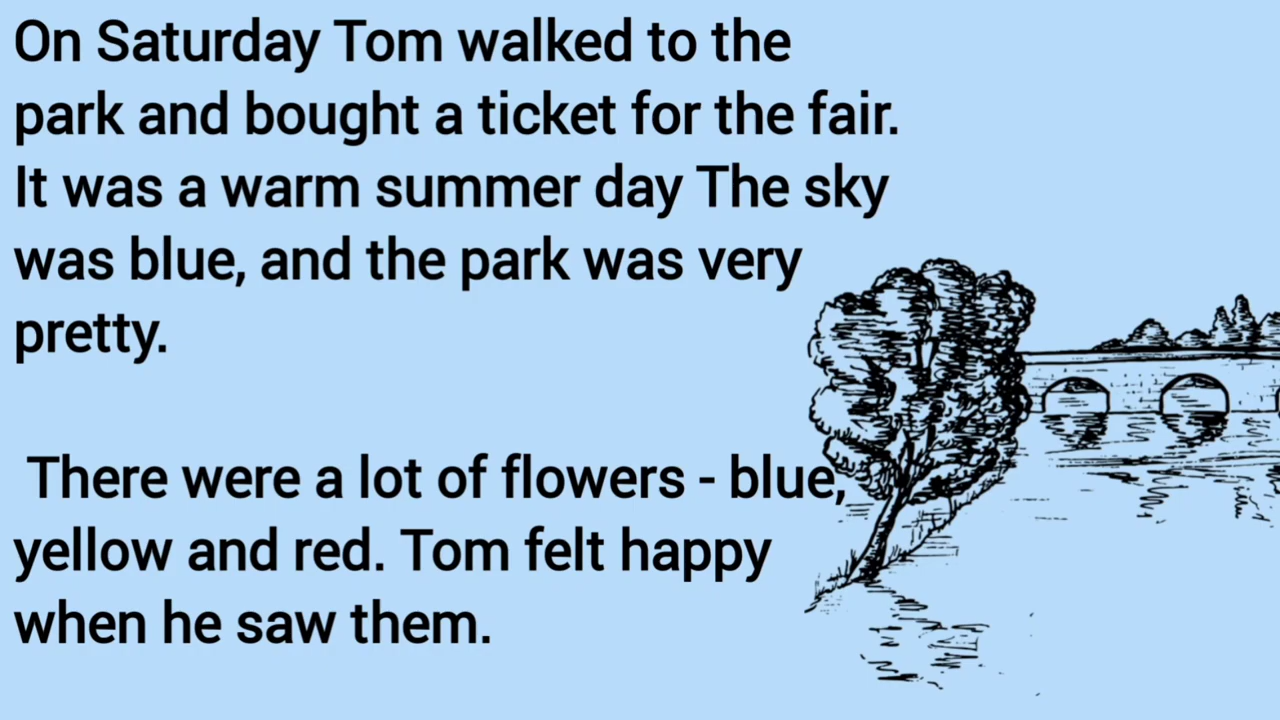 On Saturday Tom walked to the
park and bought a ticket for the fair.
It was a warm summer day The sky
was blue, and the park was very
pretty.
There were a lot of flowers - blue,
yellow and red. Tom felt happy
when he saw them.